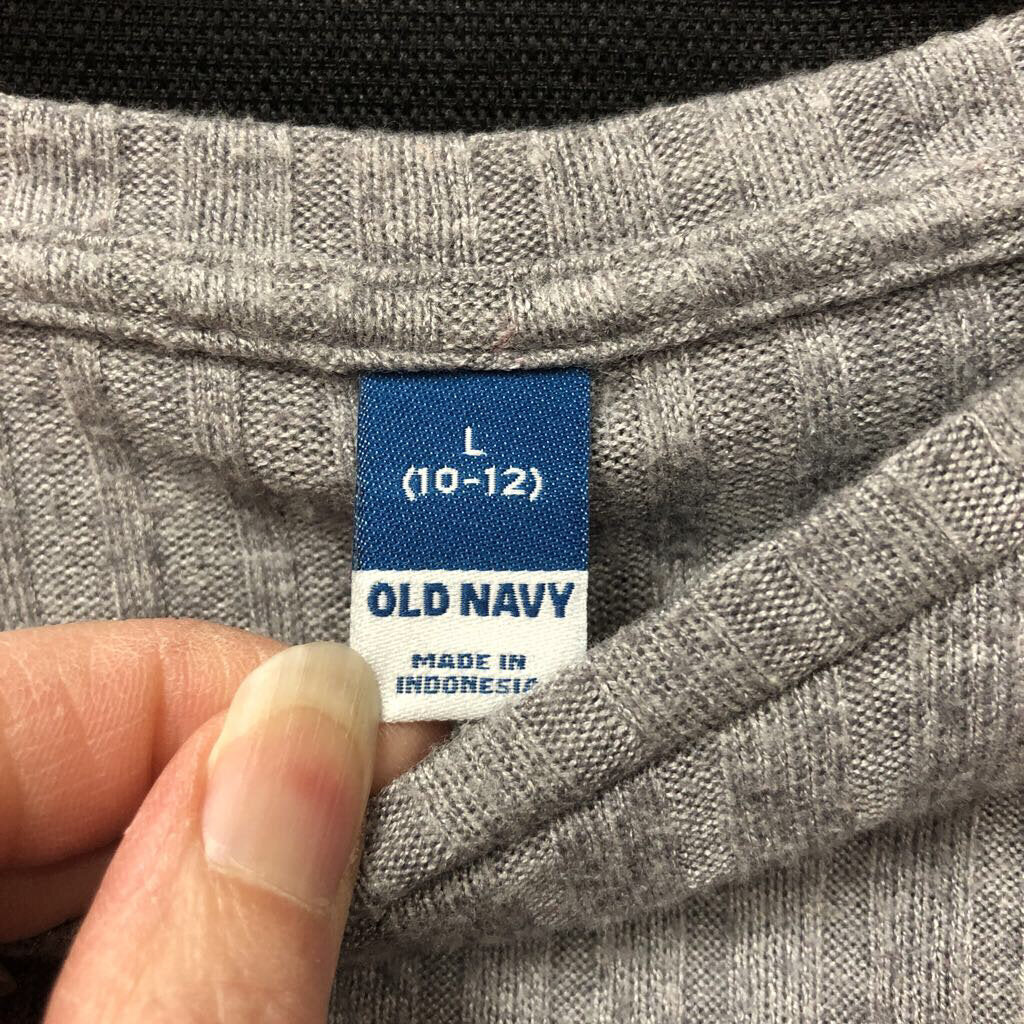 L
(10-12)
OLD NAVY
MADE IN
INDONESIA